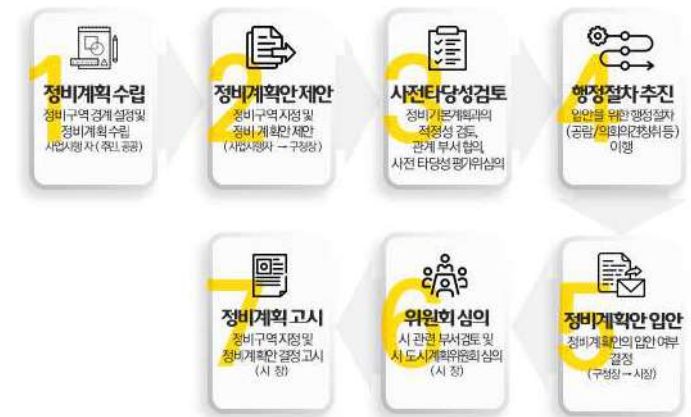 1
정비계획 수립
정비구역 경계 설정및
정비계획 수립
사업시행 자 (주민, 공공)
2
정비계획안 제안
정비구역 지정 및
정비 계획안 제안
(사업시행자 → 구청장)
3
사전타당성검토
정비기본계획과의
적정성 검토,
관계 부서 협의,
사전 타당성 평가위심의
4
행정절차 추진
입안을 위한 행정절차
(공람/의회의견청취 등)
이행
5
정비계획안 입안
정비계획안의 입안 여부
결정
(구청장 → 시장)
6
위원회 심의
시 관련 부서검토 및
시 도시계획위원회 심의
(시 장)
7
정비계획 고시
정비구역 지정 및
정비계획안 결정 고시
(시 장)